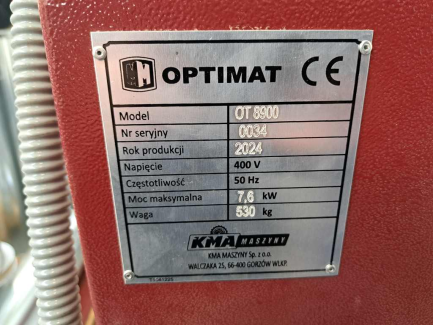 OPTIMAT CE
Model OT 6900
Nr seryjny 0034
Rok produkcji 2024
Napięcie 400 V
Częstotliwość 50 Hz
Moc maksymalna 7,6 kW
Waga 530 kg
KMA MASZYNY
KMA MASZYNY Sp. z o.o.
WALCZAKA 25, 66-400 GORZÓW WLKP.